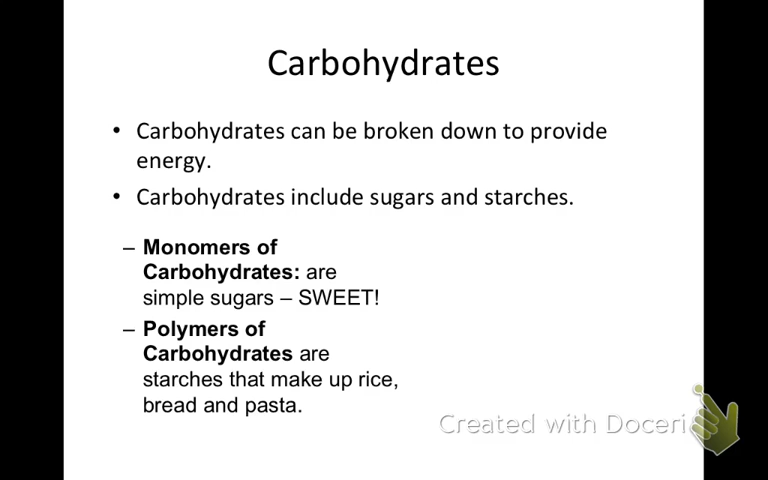 Carbohydrates
• Carbohydrates can be broken down to provide
energy.
• Carbohydrates include sugars and starches.
– Monomers of
Carbohydrates: are
simple sugars – SWEET!
– Polymers of
Carbohydrates are
starches that make up rice,
bread and pasta.
Created with Doceri